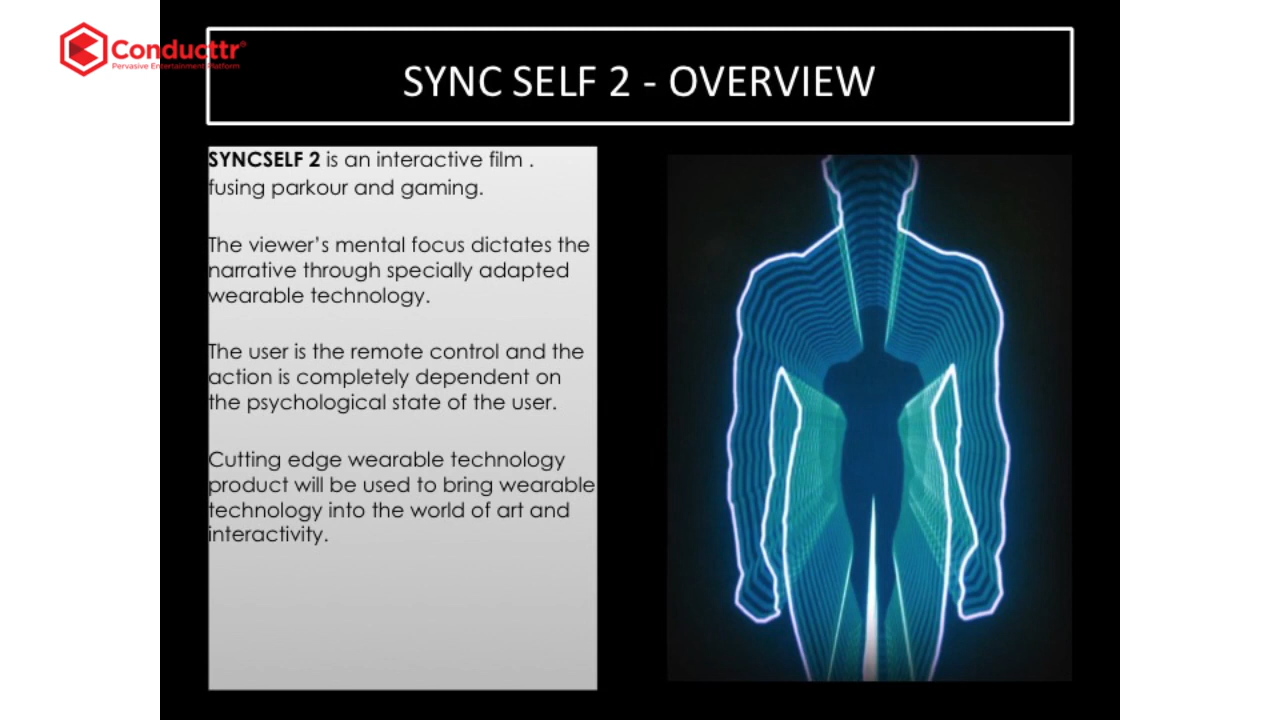 Conducttr®
Pervasive Entertainment Platform
SYNC SELF 2 - OVERVIEW
SYNCSELF 2 is an interactive film .
fusing parkour and gaming.
The viewer's mental focus dictates the
narrative through specially adapted
wearable technology.
The user is the remote control and the
action is completely dependent on
the psychological state of the user.
Cutting edge wearable technology
product will be used to bring wearable
technology into the world of art and
interactivity.